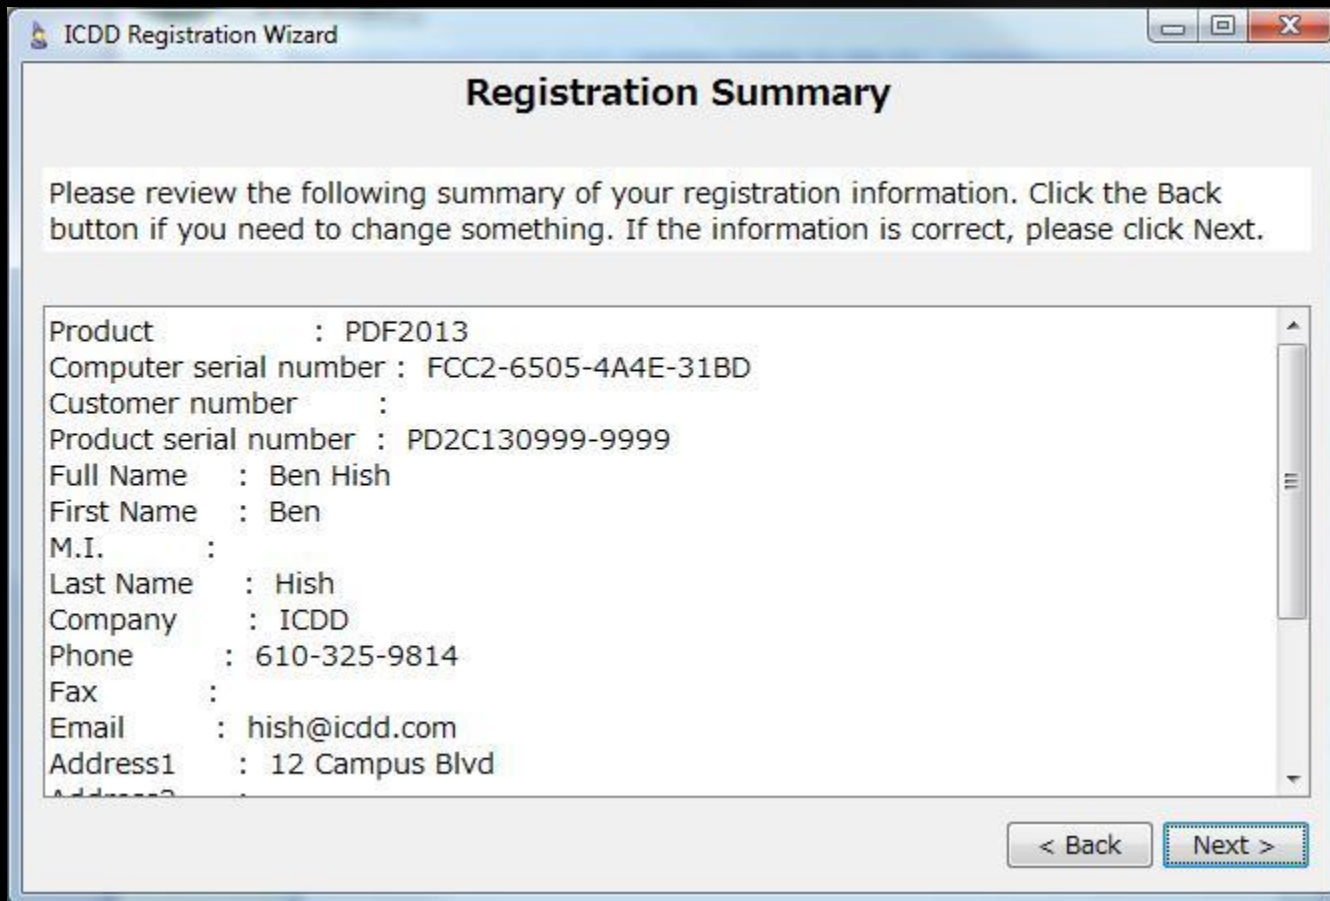 ICDD Registration Wizard
Registration Summary
Please review the following summary of your registration information. Click the Back
button if you need to change something. If the information is correct, please click Next.
Product : PDF2013
Computer serial number : FCC2-6505-4A4E-31BD
Customer number :
Product serial number : PD2C130999-9999
Full Name : Ben Hish
First Name : Ben
M.I. :
Last Name : Hish
Company : ICDD
Phone : 610-325-9814
Fax :
Email : hish@icdd.com
Address1 : 12 Campus Blvd
Address2 :
< Back Next >